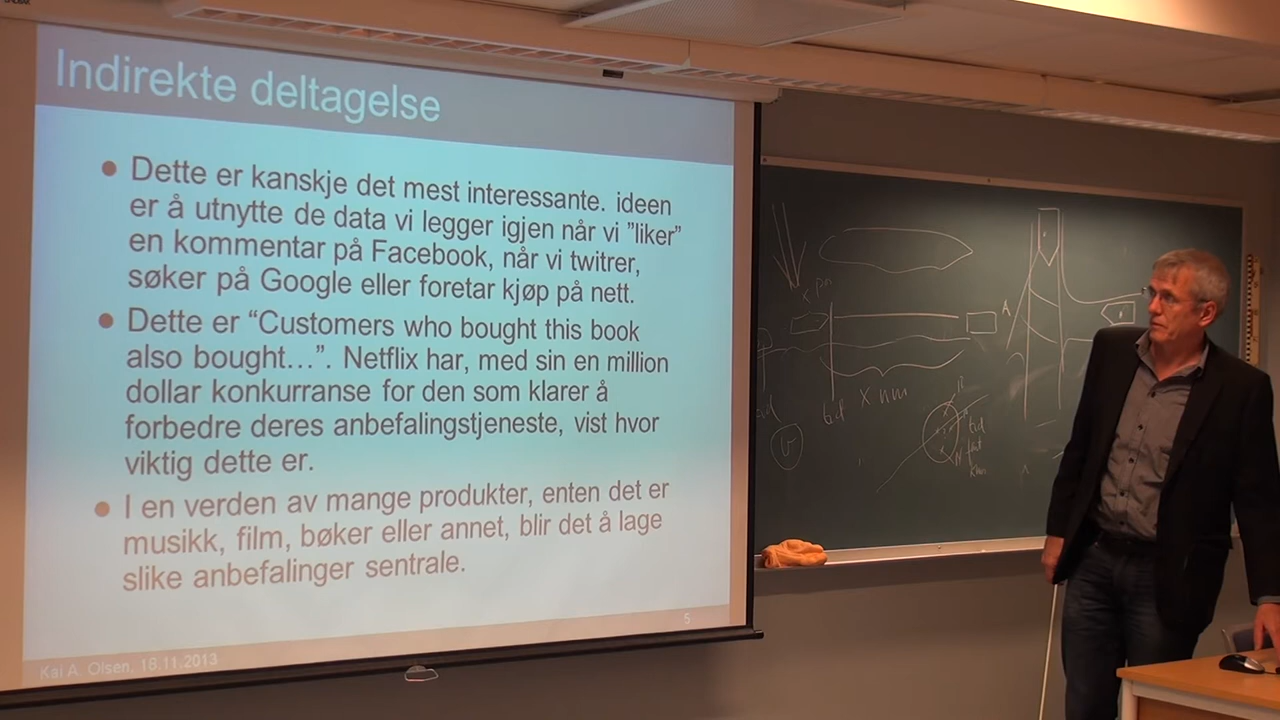 Indirekte deltagelse
• Dette er kanskje det mest interessante. ideen
er å utnytte de data vi legger igjen når vi ”liker”
en kommentar på Facebook, når vi twitrer,
søker på Google eller foretar kjøp på nett.
• Dette er “Customers who bought this book
also bought…”. Netflix har, med sin en million
dollar konkurranse for den som klarer å
forbedre deres anbefalingstjeneste, vist hvor
viktig dette er.
• I en verden av mange produkter, enten det er
musikk, film, bøker eller annet, blir det å lage
slike anbefalinger sentrale.
Kai A. Olsen, 16.11.2013
5
A
x nm